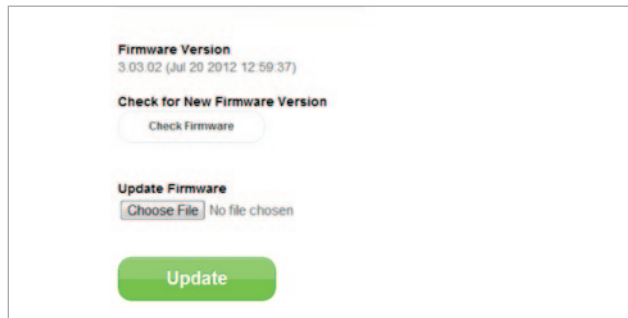 Firmware Version
3.03.02 (Jul 20 2012 12:59:37)
Check for New Firmware Version
Check Firmware
Update Firmware
Choose File No file chosen
Update